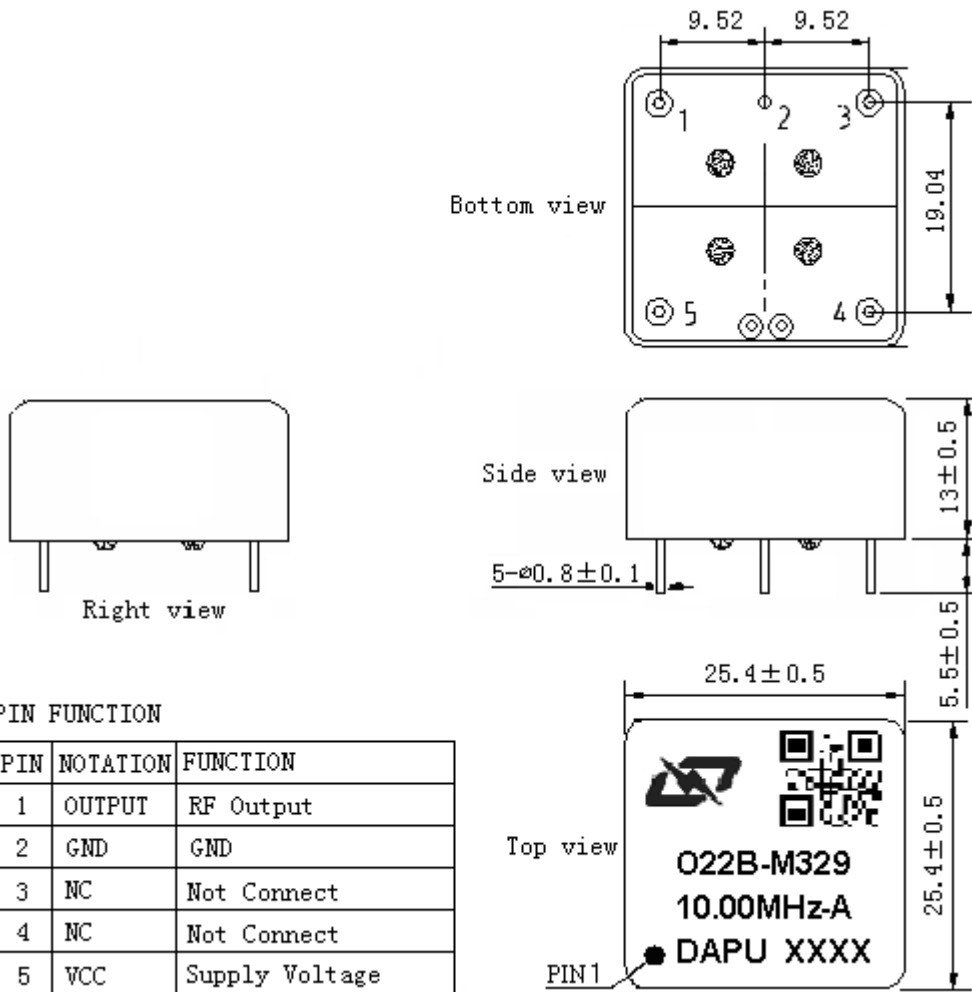 9.52 9.52
1 2 3
Bottom view
19.04
5 4
Side view
13±0.5
5-⌀0.8±0.1
5.5±0.5
Right view
25.4±0.5
PIN FUNCTION
PIN NOTATION FUNCTION
1 OUTPUT RF Output
2 GND GND
3 NC Not Connect
4 NC Not Connect
5 VCC Supply Voltage
Top view
O22B-M329
10.00MHz-A
DAPU XXXX
PIN1
25.4±0.5